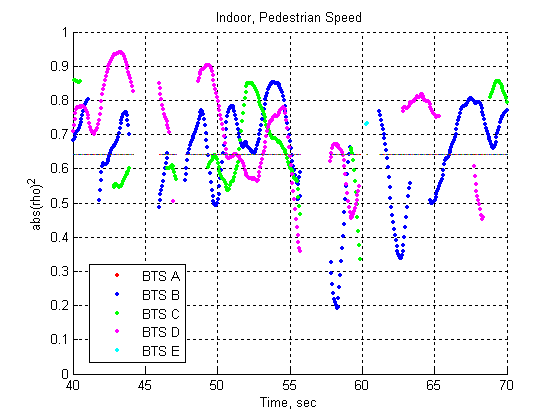 Indoor, Pedestrian Speed
abs(rho)^2
1
0.9
0.8
0.7
0.6
0.5
0.4
0.3
0.2
0.1
0
BTS A
BTS B
BTS C
BTS D
BTS E
40 45 50 55 60 65 70
Time, sec